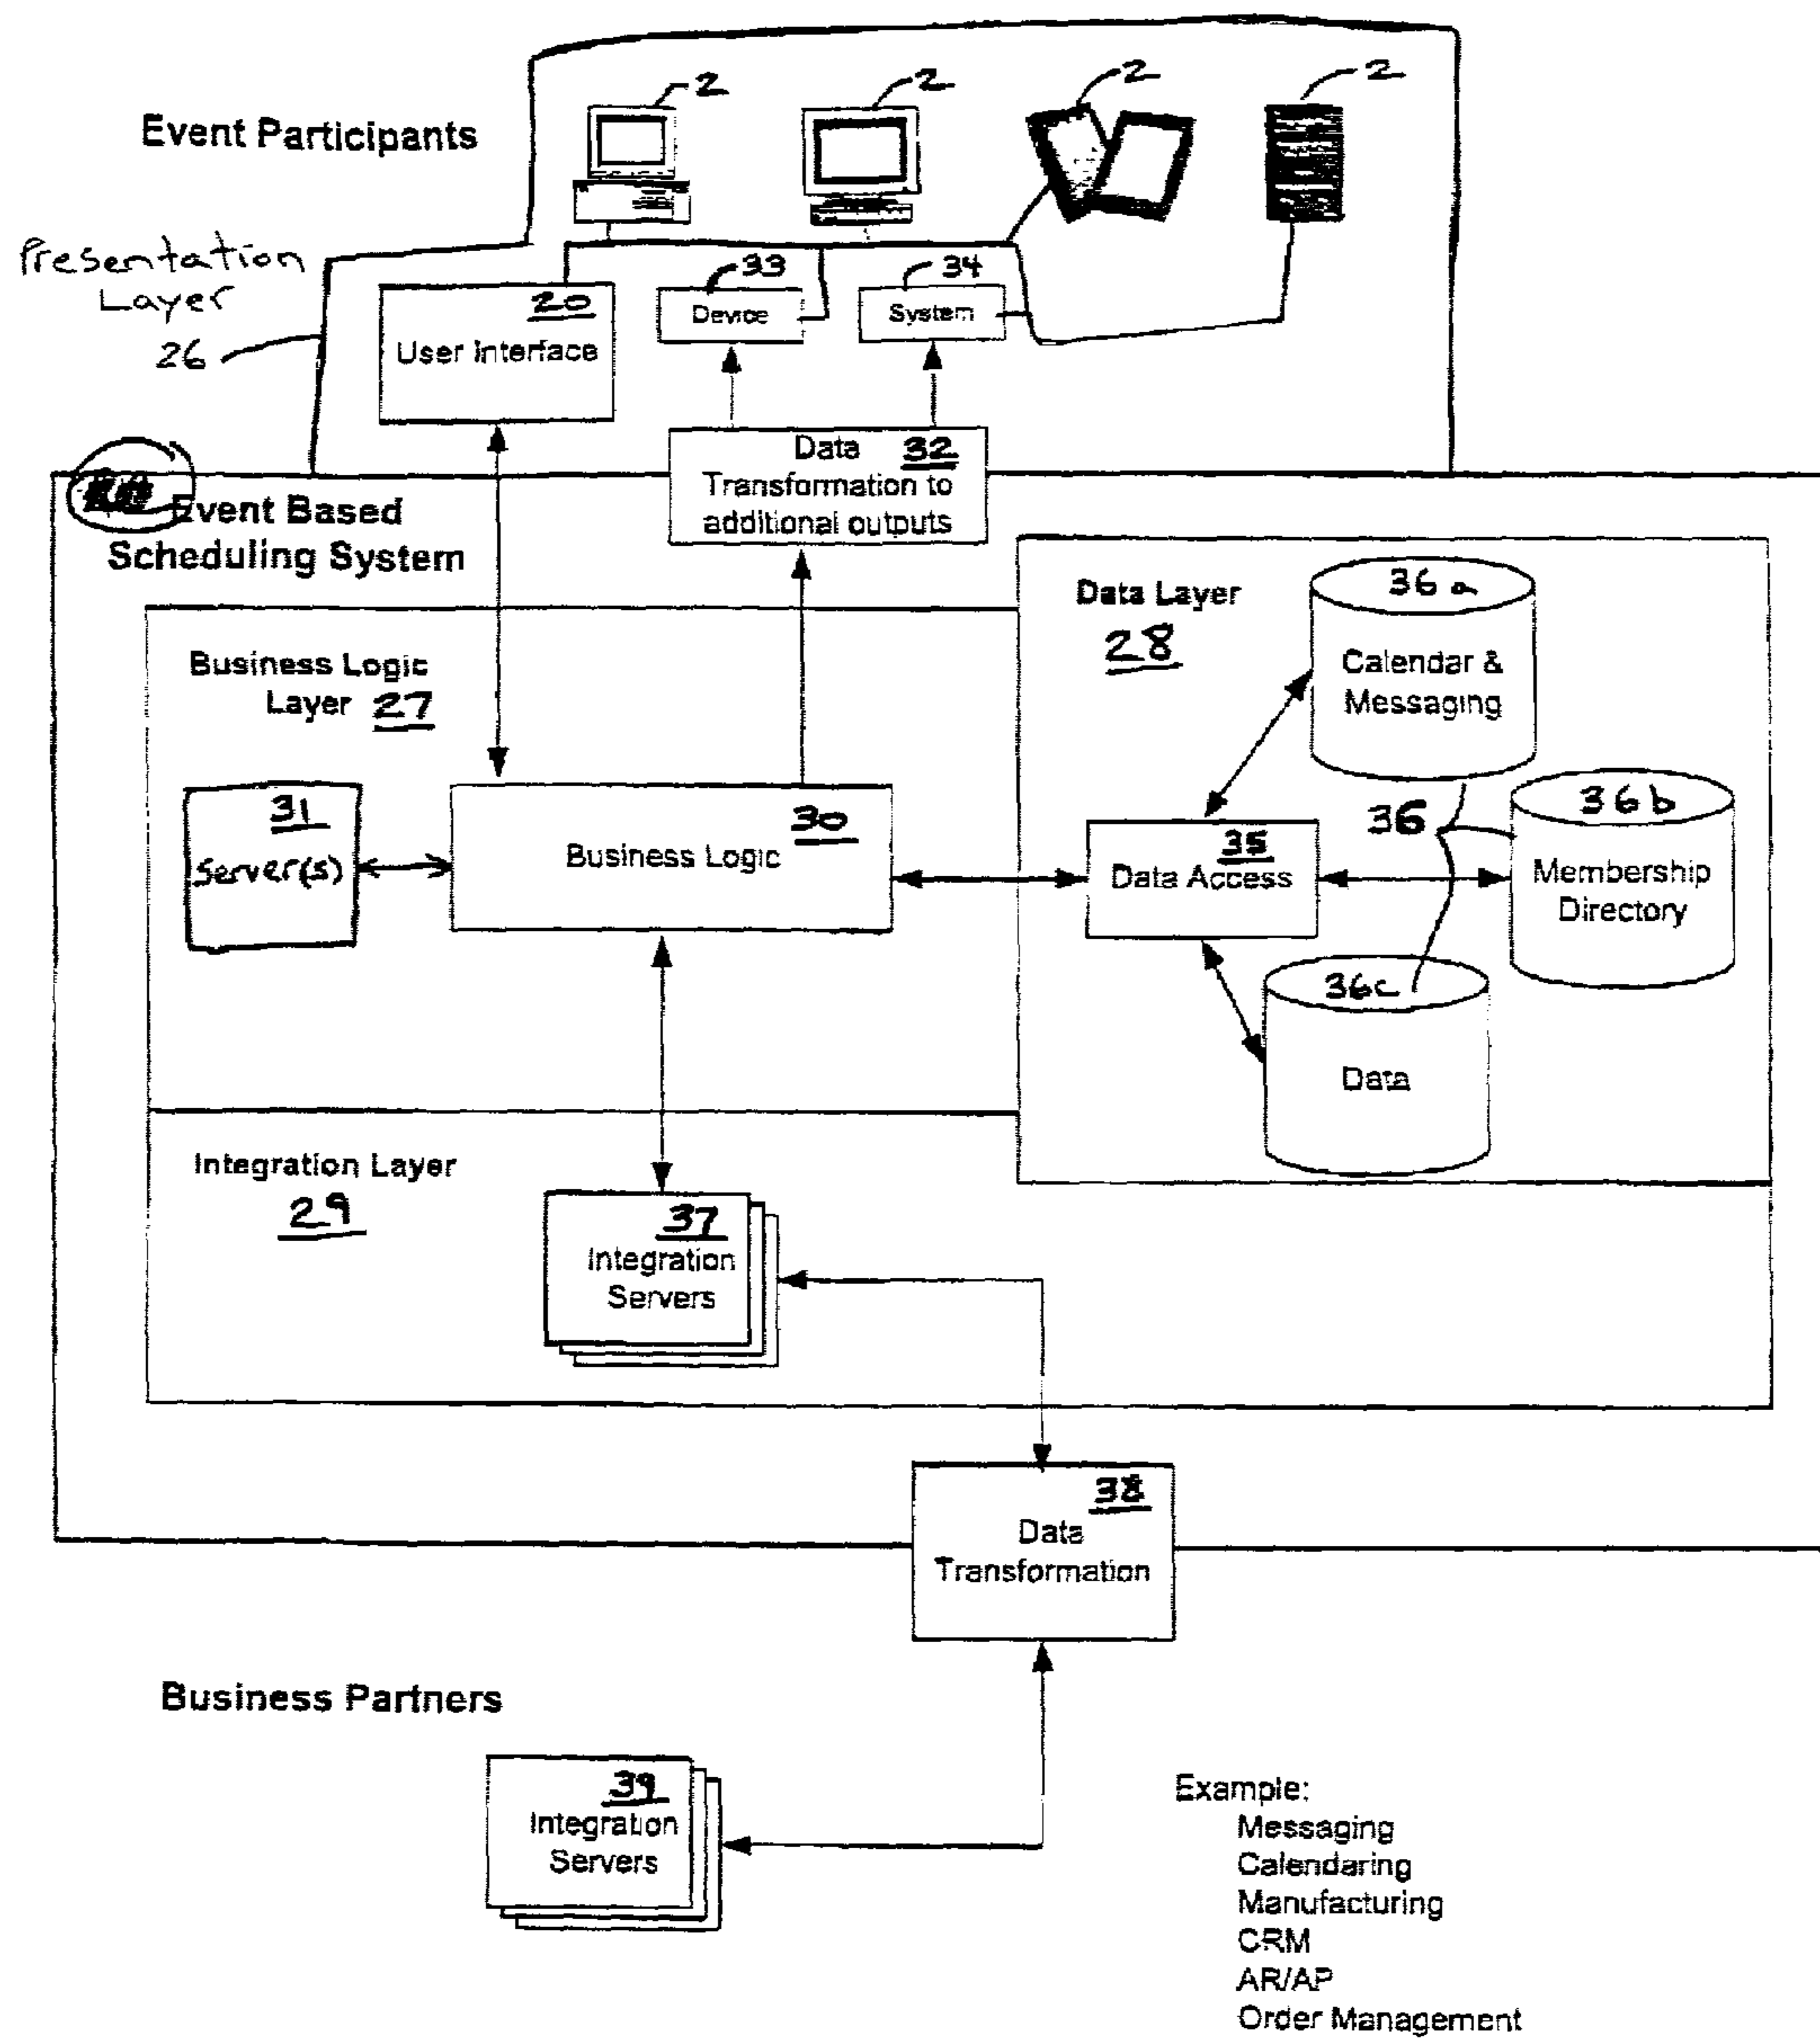 2
2
2
2
Event Participants
Presentation
Layer
26
20
User Interface
33
Device
34
System
Data 32
Transformation to
additional outputs
Event Based
Scheduling System
Business Logic
Layer 27
Data Layer
28
36a
Calendar &
Messaging
31
Server(s)
30
Business Logic
35
Data Access
36
36b
Membership
Directory
36c
Data
Integration Layer
29
37
Integration
Servers
38
Data
Transformation
Business Partners
39
Integration
Servers
Example:
Messaging
Calendaring
Manufacturing
CRM
AR/AP
Order Management